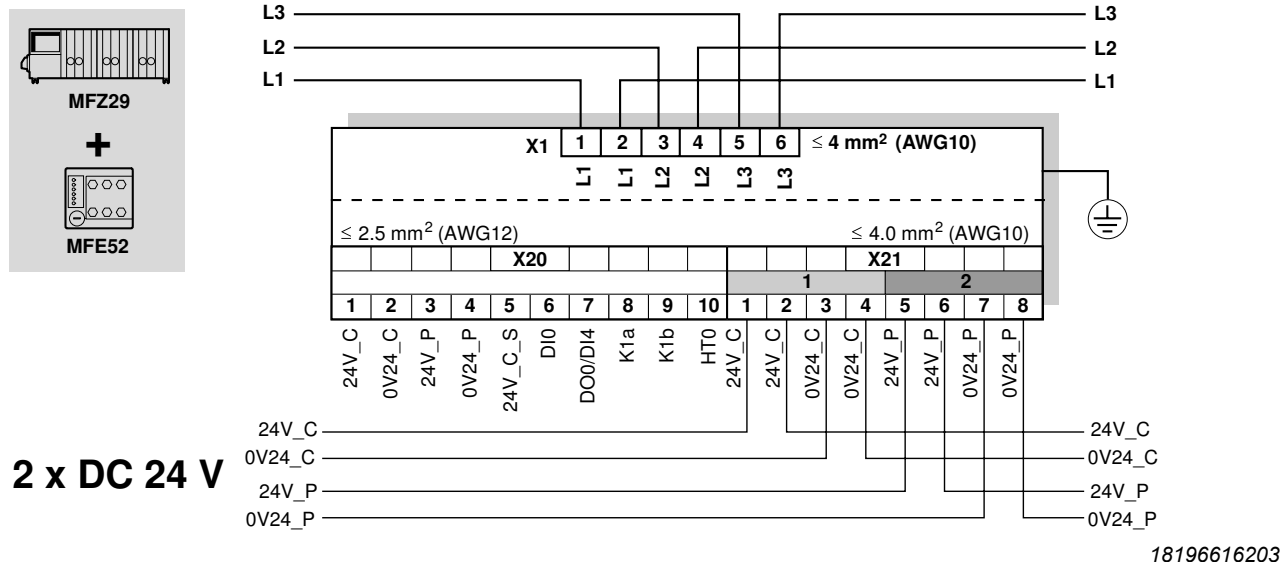 L3 L3
L2 L2
L1 L1
MFZ29
+
MFE52
X1 1 2 3 4 5 6 ≤ 4 mm² (AWG10)
L1 L1 L2 L2 L3 L3
≤ 2.5 mm² (AWG12) ≤ 4.0 mm² (AWG10)
X20 X21
1 2
1 2 3 4 5 6 7 8 9 10 1 2 3 4 5 6 7 8
24V_C 0V24_C 24V_P 0V24_P 24V_C_S DI0 DO0/DI4 K1a K1b HT0 24V_C 24V_C 0V24_C 0V24_C 24V_P 24V_P 0V24_P 0V24_P
24V_C 24V_C
0V24_C 0V24_C
2 x DC 24 V
24V_P 24V_P
0V24_P 0V24_P
18196616203